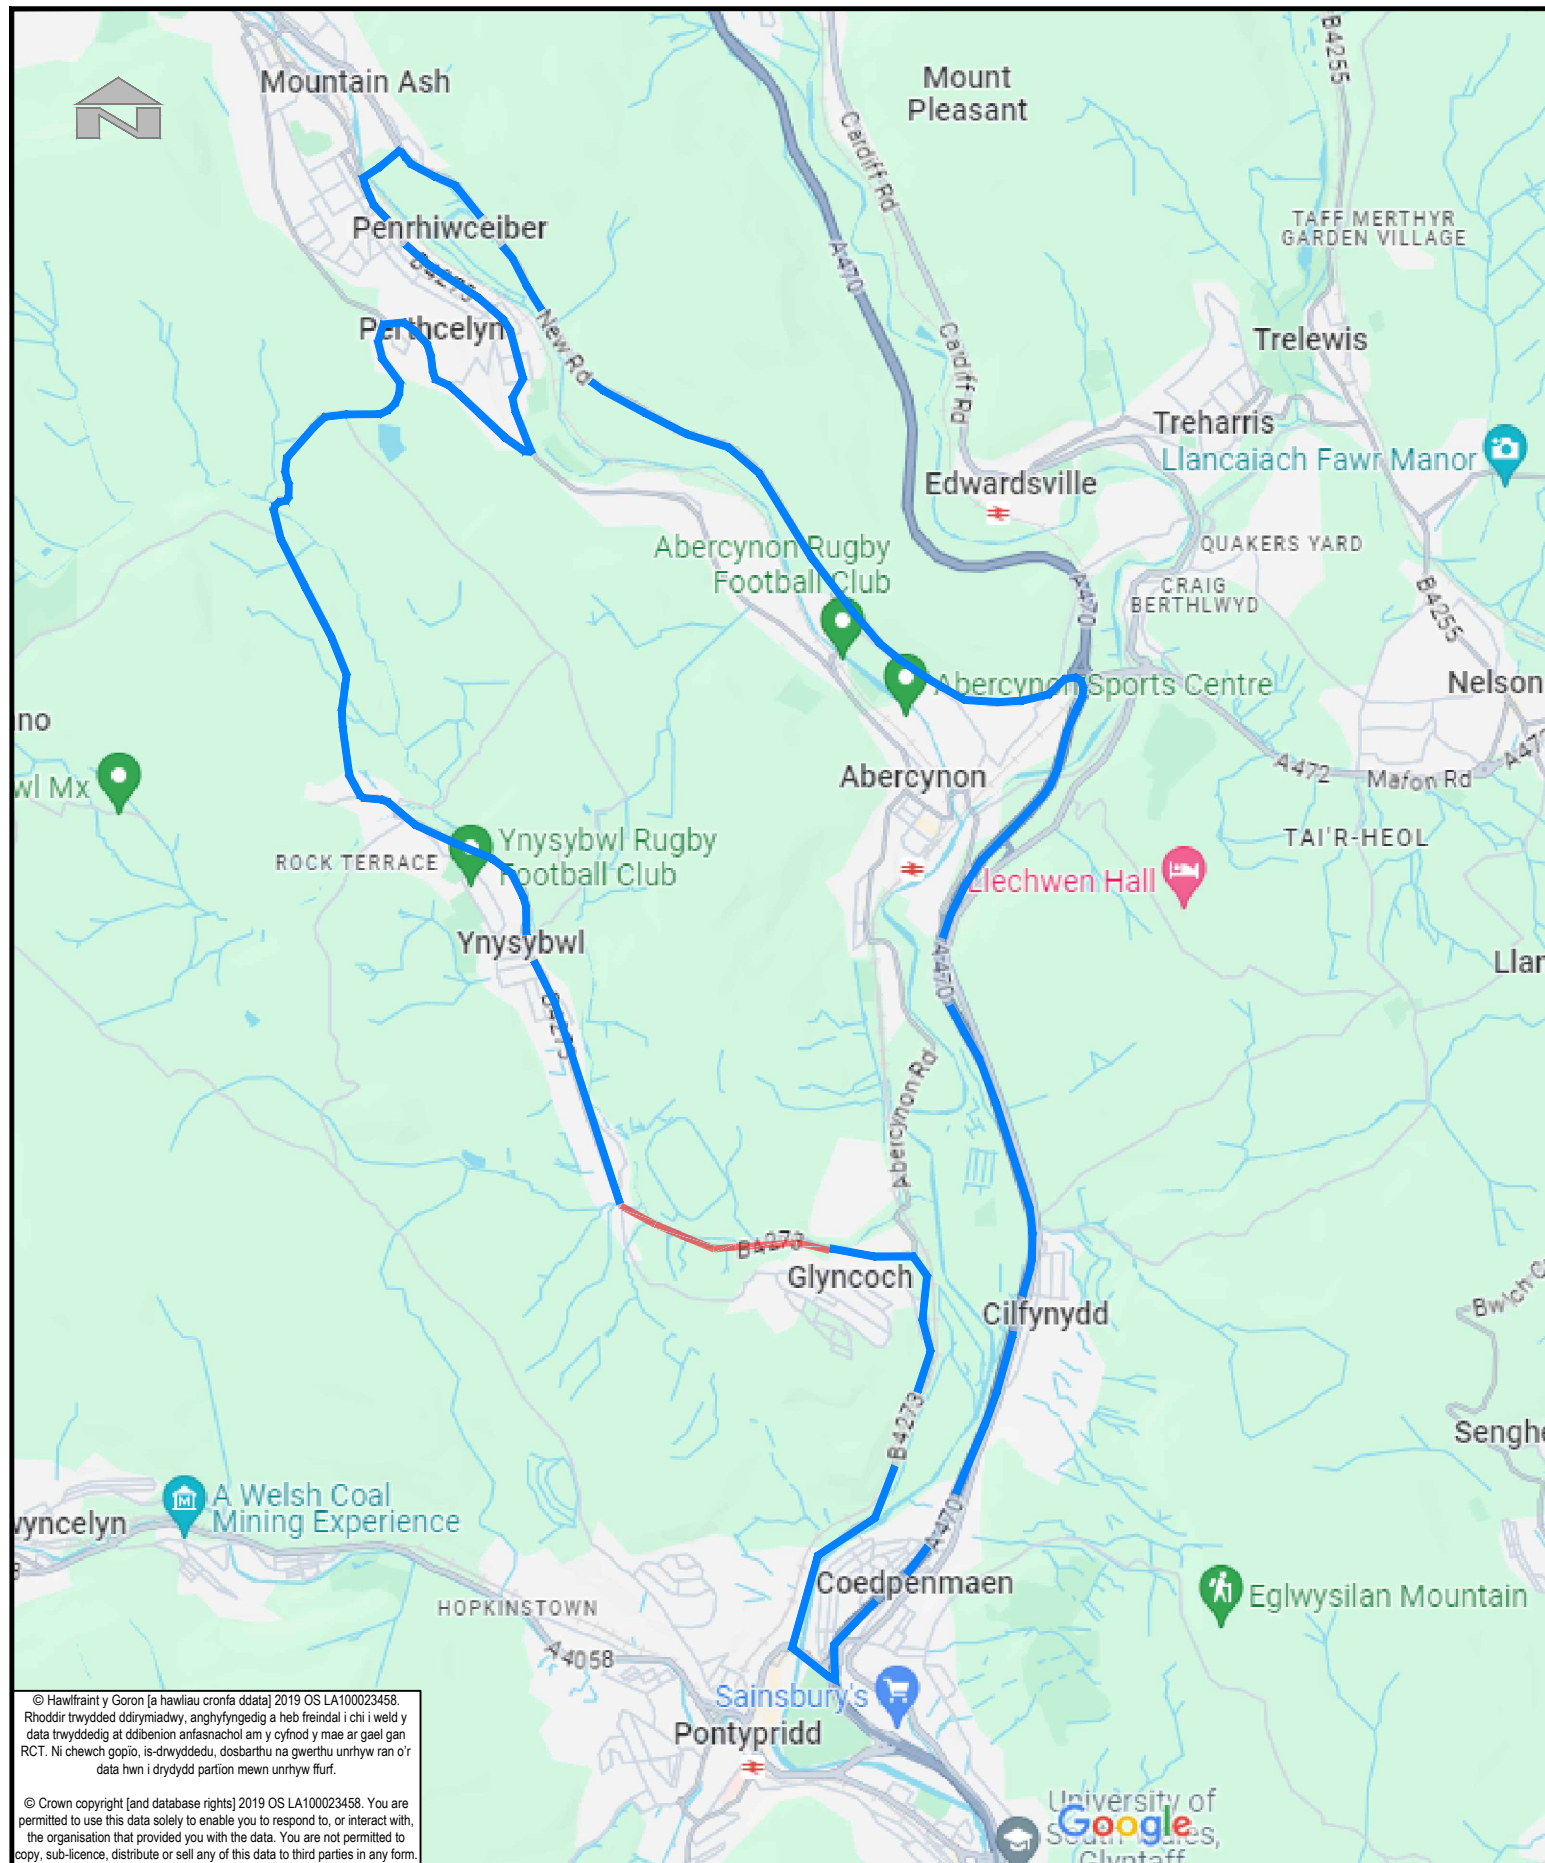 Mountain Ash
Mount
Pleasant
B4255
Cardiff Rd
Penrhiwceiber
TAFF MERTHYR
GARDEN VILLAGE
A470
B4273
Perthcelyn
New Rd
Cardiff Rd
Trelewis
Treharris
Llancaiach Fawr Manor
Edwardsville
Abercynon Rugby
Football Club
QUAKERS YARD
A470
CRAIG
BERTHLWYD
B4255
Abercynon Sports Centre
Nelson
no
wl Mx
Abercynon
A472
Mafon Rd
A472
ROCK TERRACE
Ynysybwl Rugby
Football Club
TAI'R-HEOL
Llechwen Hall
Ynysybwl
A470
Llan
B4273
Abercynon Rd
B4273
Glyncoch
Cilfynydd
Bwlch
B4273
Senghe
A Welsh Coal
Mining Experience
wyncelyn
A470
Coedpenmaen
Eglwysilan Mountain
HOPKINSTOWN
A4058
Sainsbury's
Pontypridd
University of
South Wales,
Glyntaff
Google
© Hawlfraint y Goron [a hawliau cronfa ddata] 2019 OS LA100023458.
Rhoddir trwydded ddirymiadwy, anghyfyngedig a heb freindal i chi i weld y
data trwyddedig at ddibenion anfasnachol am y cyfnod y mae ar gael gan
RCT. Ni chewch gopïo, is-drwyddedu, dosbarthu na gwerthu unrhyw ran o'r
data hwn i drydydd partïon mewn unrhyw ffurf.
© Crown copyright [and database rights] 2019 OS LA100023458. You are
permitted to use this data solely to enable you to respond to, or interact with,
the organisation that provided you with the data. You are not permitted to
copy, sub-licence, distribute or sell any of this data to third parties in any form.